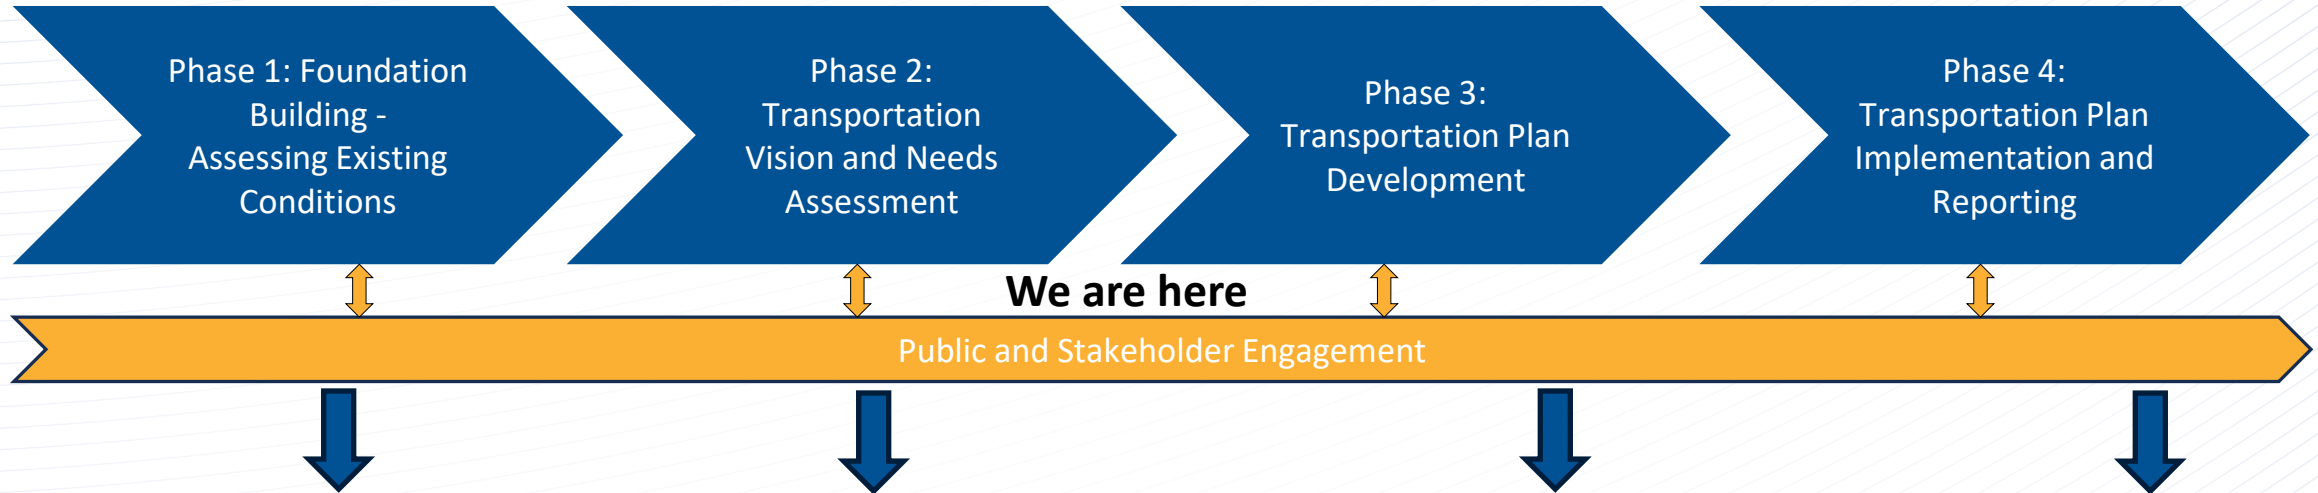 Phase 1: Foundation
Building -
Assessing Existing
Conditions
Phase 2:
Transportation
Vision and Needs
Assessment
Phase 3:
Transportation Plan
Development
Phase 4:
Transportation Plan
Implementation and
Reporting
We are here
Public and Stakeholder Engagement